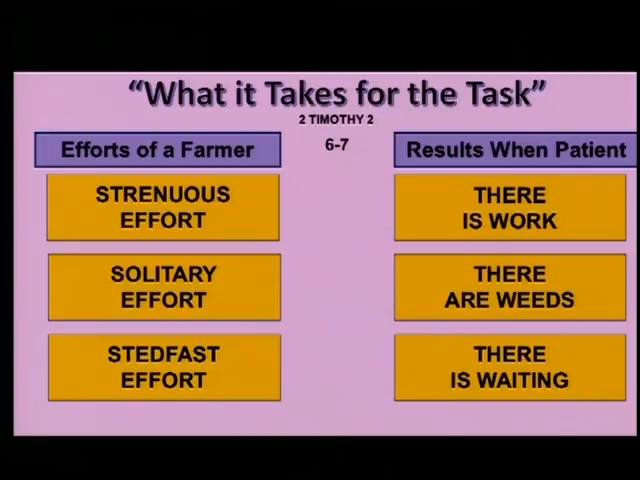 “What it Takes for the Task”
2 TIMOTHY 2
6-7
Efforts of a Farmer
STRENUOUS
EFFORT
SOLITARY
EFFORT
STEDFAST
EFFORT
Results When Patient
THERE
IS WORK
THERE
ARE WEEDS
THERE
IS WAITING